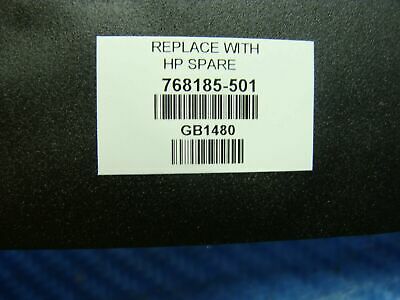 REPLACE WITH
HP SPARE
768185-501
GB1480